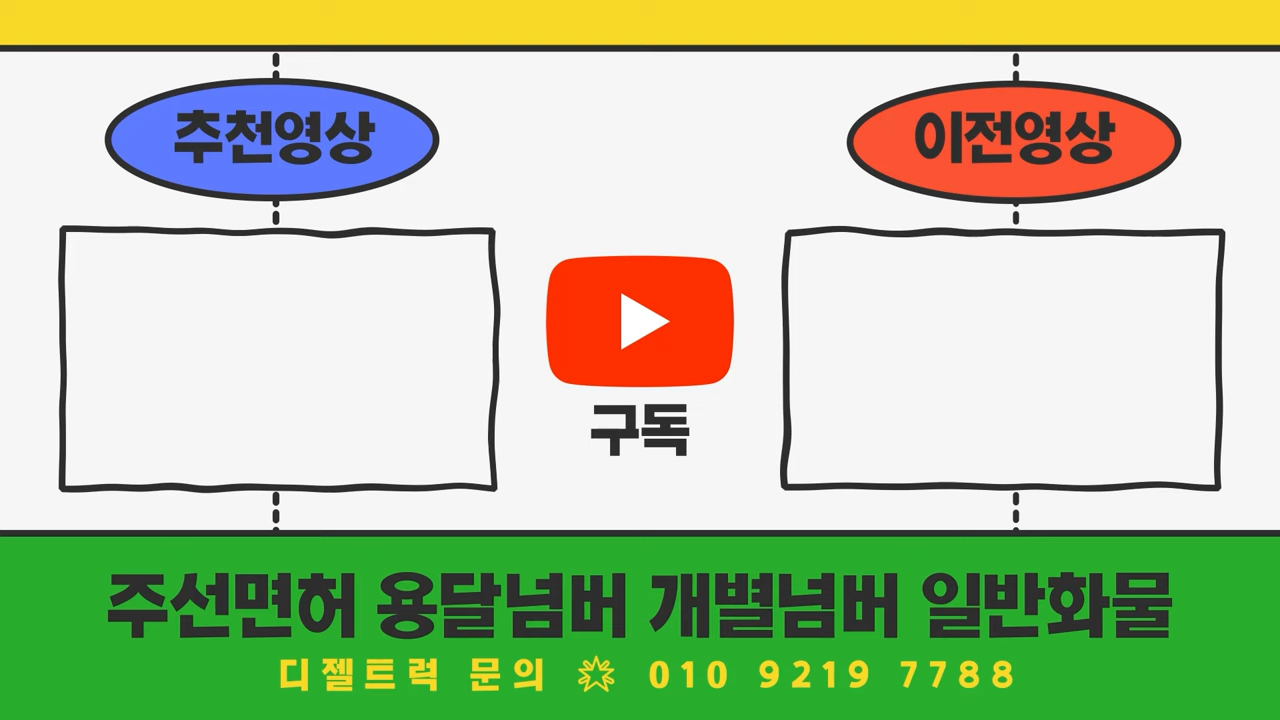 추천영상
이전영상
구독
주선면허 용달넘버 개별넘버 일반화물
디젤트럭 문의 010 9219 7788